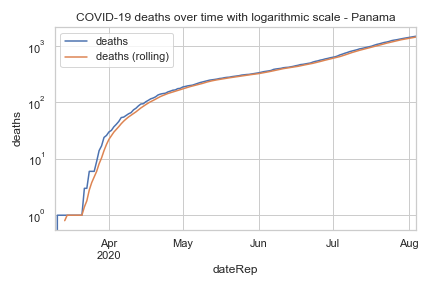 COVID-19 deaths over time with logarithmic scale - Panama
deaths
deaths (rolling)
10³
10²
10¹
10⁰
deaths
Apr
2020
May
Jun
Jul
Aug
dateRep